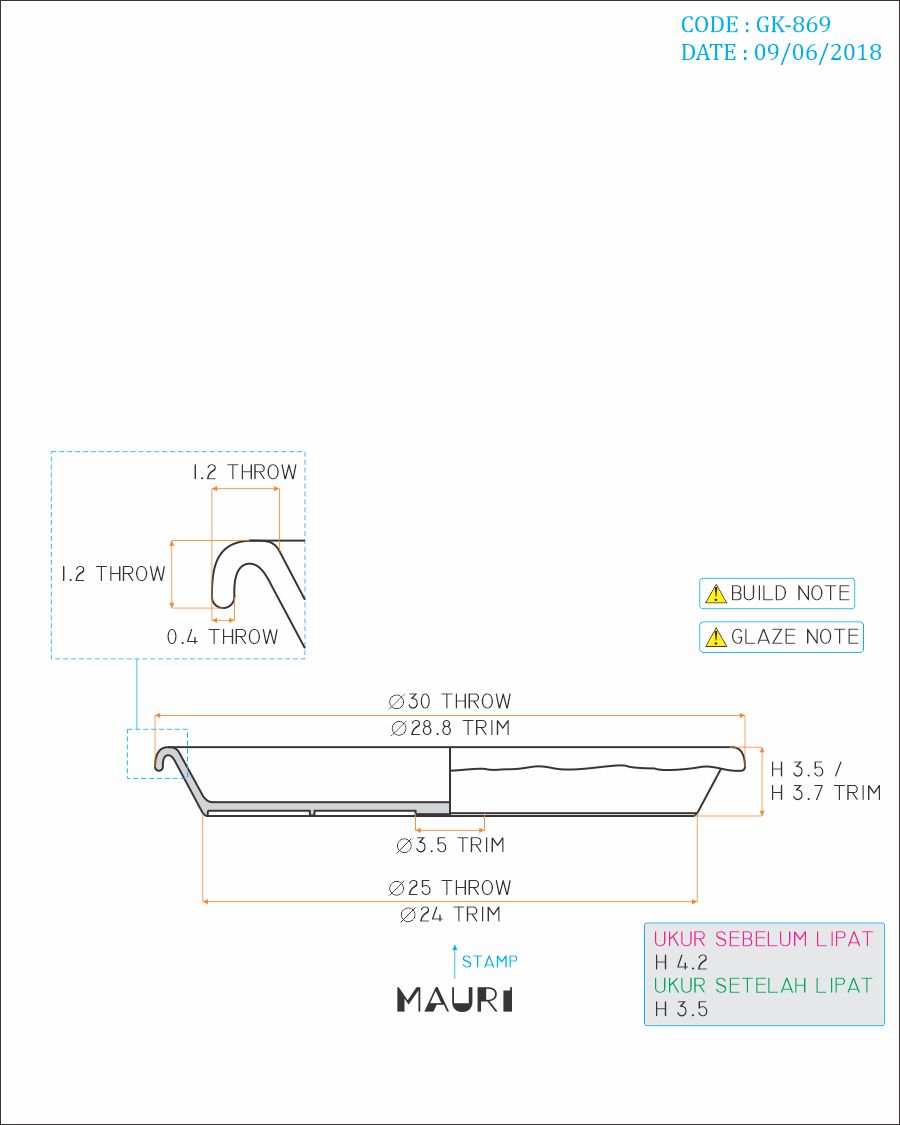 CODE : GK-869
DATE : 09/06/2018
1.2 THROW
1.2 THROW
0.4 THROW
BUILD NOTE
GLAZE NOTE
⌀30 THROW
⌀28.8 TRIM
H 3.5 /
H 3.7 TRIM
⌀3.5 TRIM
⌀25 THROW
⌀24 TRIM
STAMP
MAURI
UKUR SEBELUM LIPAT
H 4.2
UKUR SETELAH LIPAT
H 3.5